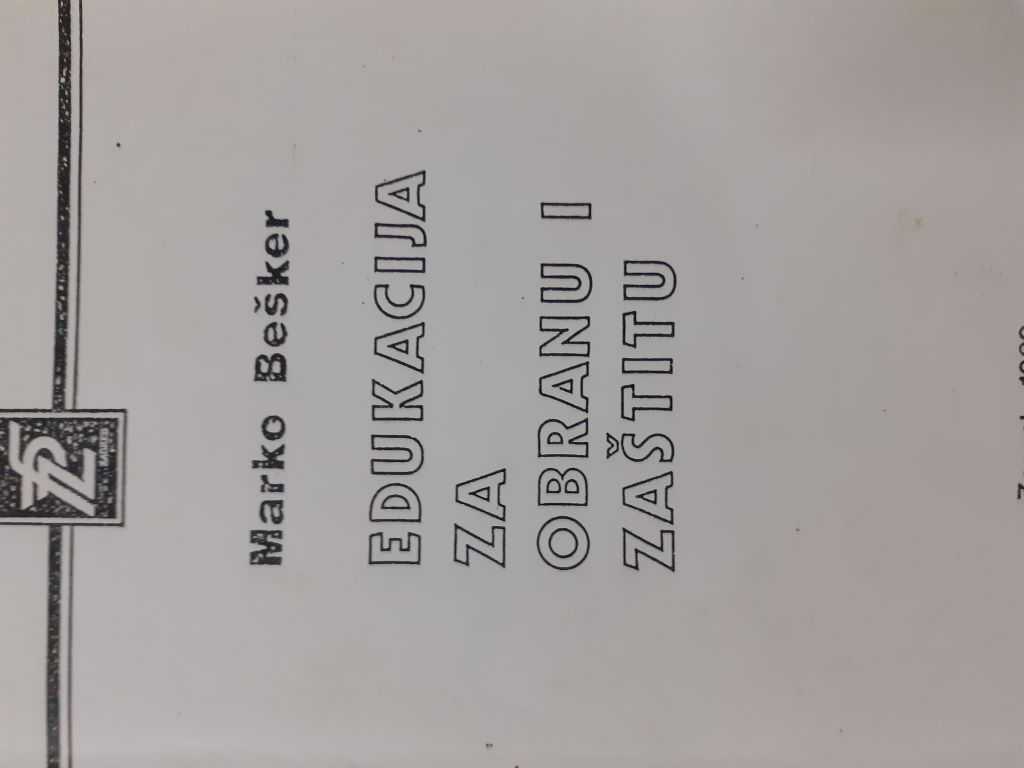 Marko Bešker
EDUKACIJA
ZA
OBRANU I
ZAŠTITU